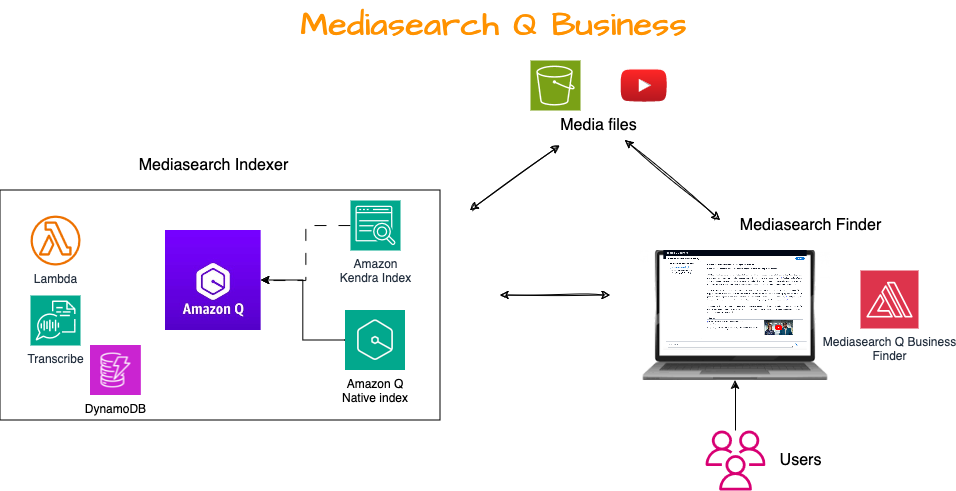 Mediasearch Q Business
Media files
Mediasearch Indexer
Mediasearch Finder
Lambda
Amazon
Kendra Index
Amazon Q
Transcribe
Mediasearch Q Business
Finder
Amazon Q
Native index
DynamoDB
Users